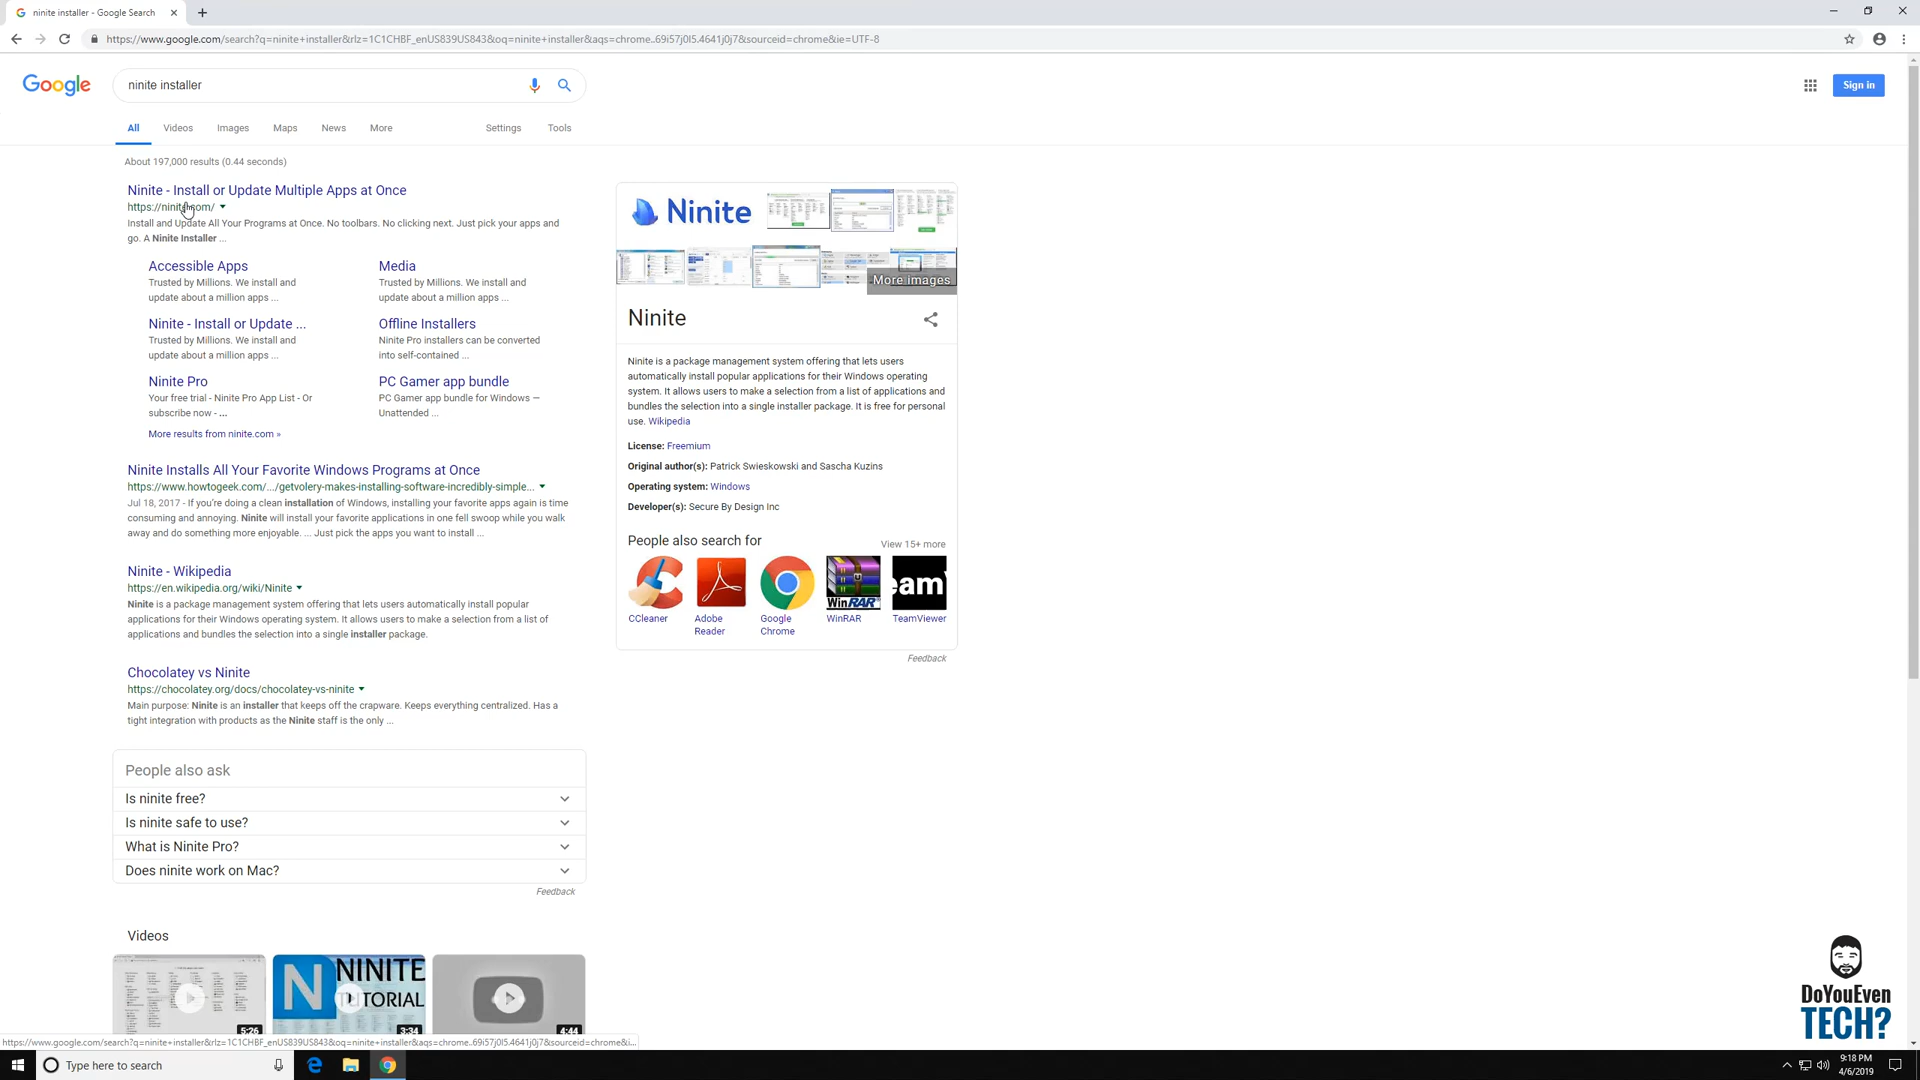 ninite installer - Google Search
https://www.google.com/search?q=ninite+installer&rlz=1C1CHBF_enUS839US843&oq=ninite+installer&aqs=chrome..69i57j0l5.4641j0j7&sourceid=chrome&ie=UTF-8
Google
ninite installer
Sign in
All Videos Images Maps News More Settings Tools
About 197,000 results (0.44 seconds)
Ninite - Install or Update Multiple Apps at Once
https://ninite.com/
Install and Update All Your Programs at Once. No toolbars. No clicking next. Just pick your apps and
go. A Ninite Installer ...
Accessible Apps
Trusted by Millions. We install and
update about a million apps ...
Media
Trusted by Millions. We install and
update about a million apps ...
Ninite - Install or Update ...
Trusted by Millions. We install and
update about a million apps ...
Offline Installers
Ninite Pro installers can be converted
into self-contained ...
Ninite Pro
Your free trial - Ninite Pro App List - Or
subscribe now - ...
PC Gamer app bundle
PC Gamer app bundle for Windows —
Unattended ...
More results from ninite.com »
Ninite Installs All Your Favorite Windows Programs at Once
https://www.howtogeek.com/.../getvolery-makes-installing-software-incredibly-simple...
Jul 18, 2017 - If you're doing a clean installation of Windows, installing your favorite apps again is time
consuming and annoying. Ninite will install your favorite applications in one fell swoop while you walk
away and do something more enjoyable. ... Just pick the apps you want to install ...
Ninite - Wikipedia
https://en.wikipedia.org/wiki/Ninite
Ninite is a package management system offering that lets users automatically install popular
applications for their Windows operating system. It allows users to make a selection from a list of
applications and bundles the selection into a single installer package.
Chocolatey vs Ninite
https://chocolatey.org/docs/chocolatey-vs-ninite
Main purpose: Ninite is an installer that keeps off the crapware. Keeps everything centralized. Has a
tight integration with products as the Ninite staff is the only ...
People also ask
Is ninite free?
Is ninite safe to use?
What is Ninite Pro?
Does ninite work on Mac?
Feedback
Videos
5:26
N NINITE
TUTORIAL
3:34
4:44
Ninite
More images
Ninite
Ninite is a package management system offering that lets users
automatically install popular applications for their Windows operating
system. It allows users to make a selection from a list of applications and
bundles the selection into a single installer package. It is free for personal
use. Wikipedia
License: Freemium
Original author(s): Patrick Swieskowski and Sascha Kuzins
Operating system: Windows
Developer(s): Secure By Design Inc
People also search for
View 15+ more
WinRAR
eam
CCleaner
Adobe
Reader
Google
Chrome
WinRAR
TeamViewer
Feedback
DoYouEven
TECH?
https://www.google.com/search?q=ninite+installer&rlz=1C1CHBF_enUS839US843&oq=ninite+installer&aqs=chrome..69i57j0l5.4641j0j7&sourceid=chrome&i...
Type here to search
9:18 PM
4/6/2019